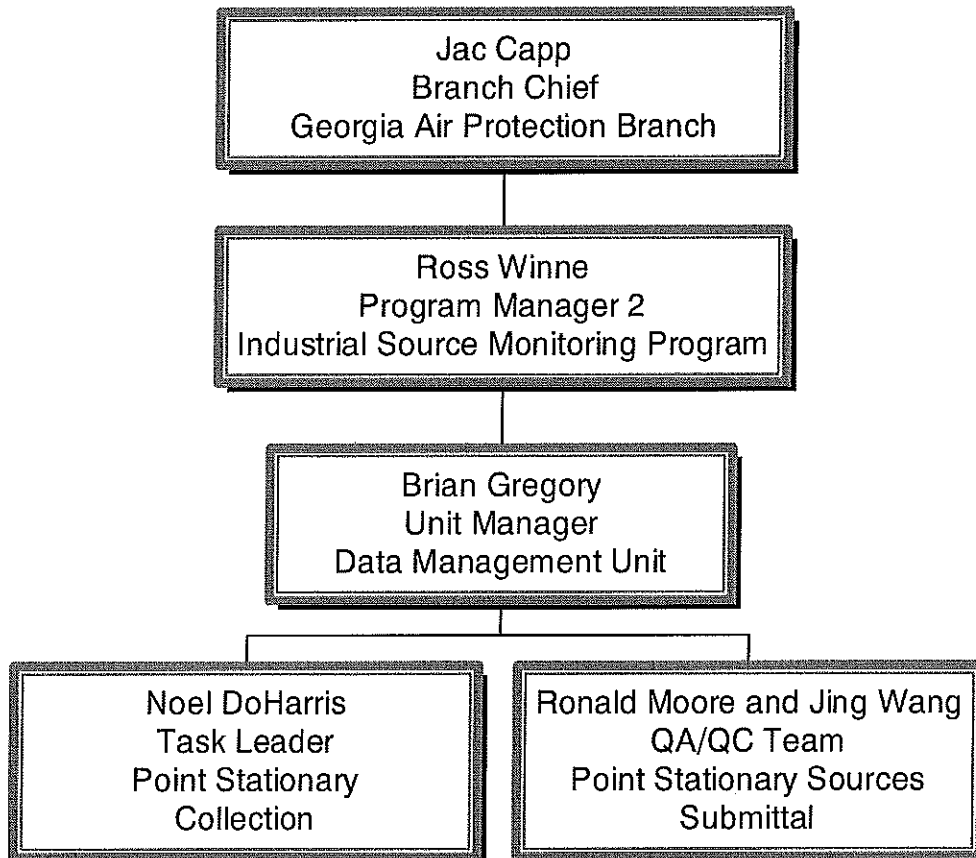 Jac Capp
Branch Chief
Georgia Air Protection Branch
Ross Winne
Program Manager 2
Industrial Source Monitoring Program
Brian Gregory
Unit Manager
Data Management Unit
Noel DoHarris
Task Leader
Point Stationary
Collection
Ronald Moore and Jing Wang
QA/QC Team
Point Stationary Sources
Submittal